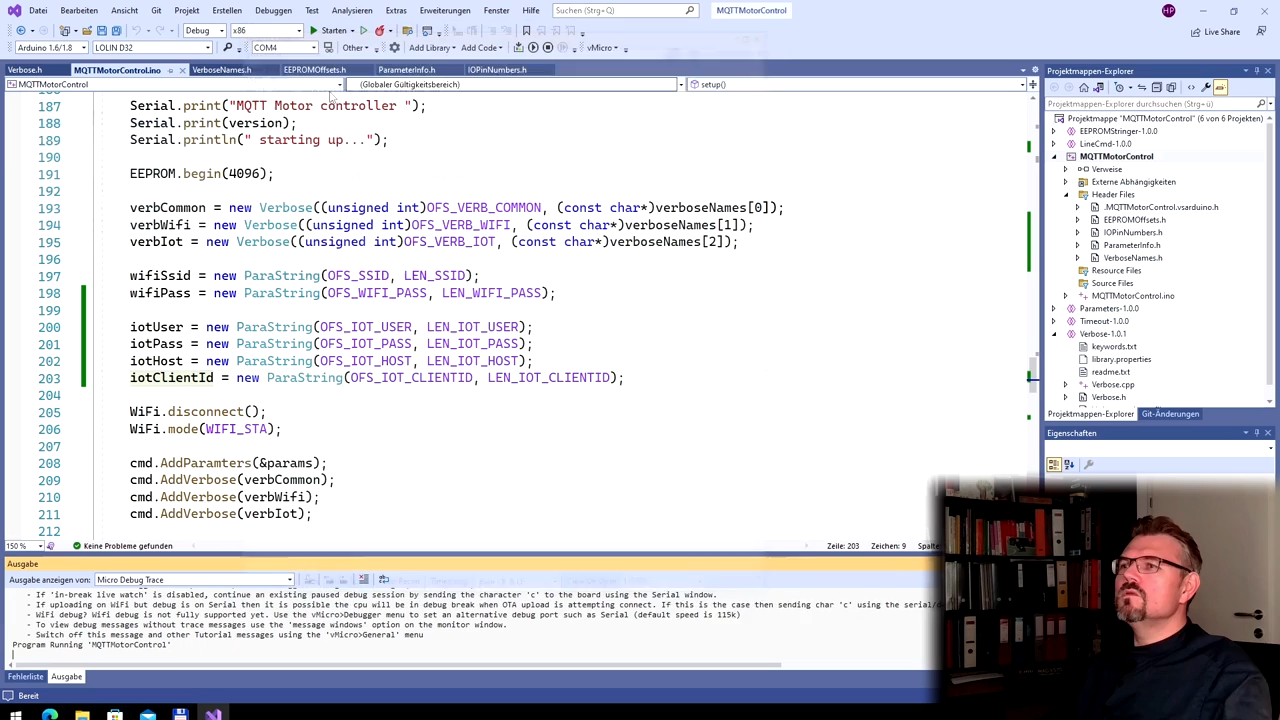 Datei Bearbeiten Ansicht Git Projekt Erstellen Debuggen Test Analysieren Extras Erweiterungen Fenster Hilfe Suchen (Strg+Q) MQTTMotorControl HP
Debug x86 Starten Live Share
Arduino 1.6/1.8 LOLIN D32 COM4 Other Add Library Add Code vMicro
Verbose.h MQTTMotorControl.ino VerboseNames.h EEPROMOffsets.h ParameterInfo.h IOPinNumbers.h
MQTTMotorControl (Globaler Gültigkeitsbereich) setup()
187 Serial.print("MQTT Motor controller ");
188 Serial.print(version);
189 Serial.println(" starting up...");
190
191 EEPROM.begin(4096);
192
193 verbCommon = new Verbose((unsigned int)OFS_VERB_COMMON, (const char*)verboseNames[0]);
194 verbWifi = new Verbose((unsigned int)OFS_VERB_WIFI, (const char*)verboseNames[1]);
195 verbIot = new Verbose((unsigned int)OFS_VERB_IOT, (const char*)verboseNames[2]);
196
197 wifiSsid = new ParaString(OFS_SSID, LEN_SSID);
198 wifiPass = new ParaString(OFS_WIFI_PASS, LEN_WIFI_PASS);
199
200 iotUser = new ParaString(OFS_IOT_USER, LEN_IOT_USER);
201 iotPass = new ParaString(OFS_IOT_PASS, LEN_IOT_PASS);
202 iotHost = new ParaString(OFS_IOT_HOST, LEN_IOT_HOST);
203 iotClientId = new ParaString(OFS_IOT_CLIENTID, LEN_IOT_CLIENTID);
204
205 WiFi.disconnect();
206 WiFi.mode(WIFI_STA);
207
208 cmd.AddParamters(&params);
209 cmd.AddVerbose(verbCommon);
210 cmd.AddVerbose(verbWifi);
211 cmd.AddVerbose(verbIot);
212
150 % Keine Probleme gefunden Zeile: 203 Zeichen: 9
Ausgabe
Ausgabe anzeigen von: Micro Debug Trace
- If 'in-break live watch' is disabled, continue an existing paused debug session by sending the character 'c' to the board using the Serial window.
- If uploading on WiFi but debug is on Serial then it is possible the cpu will be in debug break when OTA upload is attempting connect. If this is the case then sending char 'c' using the serial/
- WiFi debug? Wifi debug is not fully supported yet. Use the vMicro>Debugger menu to set an alternative debug port such as Serial (default speed is 115k)
- To view debug messages without trace messages use the 'message windows' option on the monitor window.
- Switch off this message and other Tutorial messages using the 'vMicro>General' menu
Program Running 'MQTTMotorControl'
Fehlerliste Ausgabe
Bereit
Projektmappen-Explorer
Projektmappen-Explorer durchsuchen (Strg+ü)
Projektmappe "MQTTMotorControl" (6 von 6 Projekten)
EEPROMStringer-1.0.0
LineCmd-1.0.0
MQTTMotorControl
Verweise
Externe Abhängigkeiten
Header Files
.MQTTMotorControl.vsarduino.h
EEPROMOffsets.h
IOPinNumbers.h
ParameterInfo.h
VerboseNames.h
Resource Files
Source Files
MQTTMotorControl.ino
Parameters-1.0.0
Timeout-1.0.0
Verbose-1.0.1
keywords.txt
library.properties
readme.txt
Verbose.cpp
Verbose.h
Projektmappen-Explorer Git-Änderungen
Eigenschaften